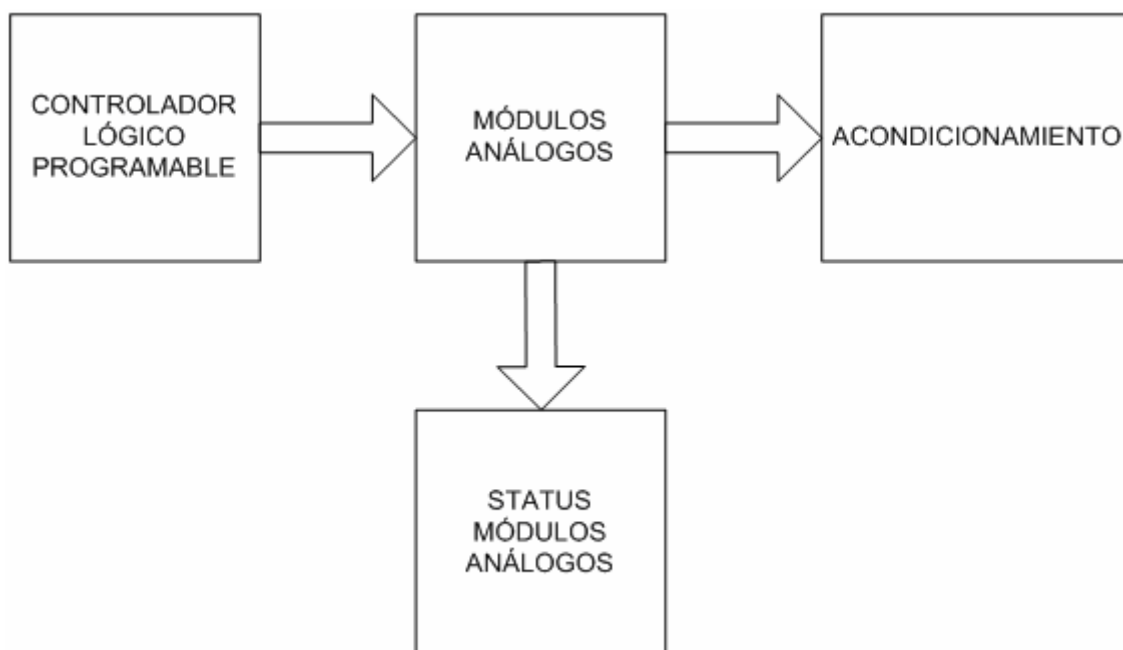 CONTROLADOR
LÓGICO
PROGRAMABLE
MÓDULOS
ANÁLOGOS
ACONDICIONAMIENTO
STATUS
MÓDULOS
ANÁLOGOS